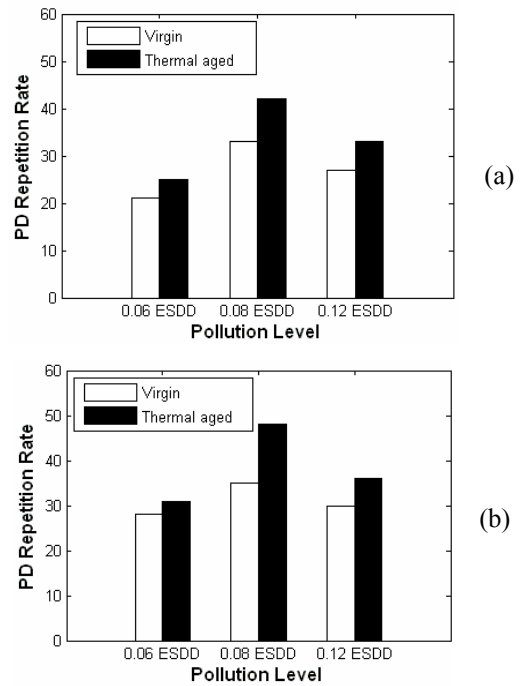 60
50
40
30
20
10
0
PD Repetition Rate
Virgin
Thermal aged
0.06 ESDD 0.08 ESDD 0.12 ESDD
Pollution Level
(a)
60
50
40
30
20
10
0
PD Repetition Rate
Virgin
Thermal aged
0.06 ESDD 0.08 ESDD 0.12 ESDD
Pollution Level
(b)